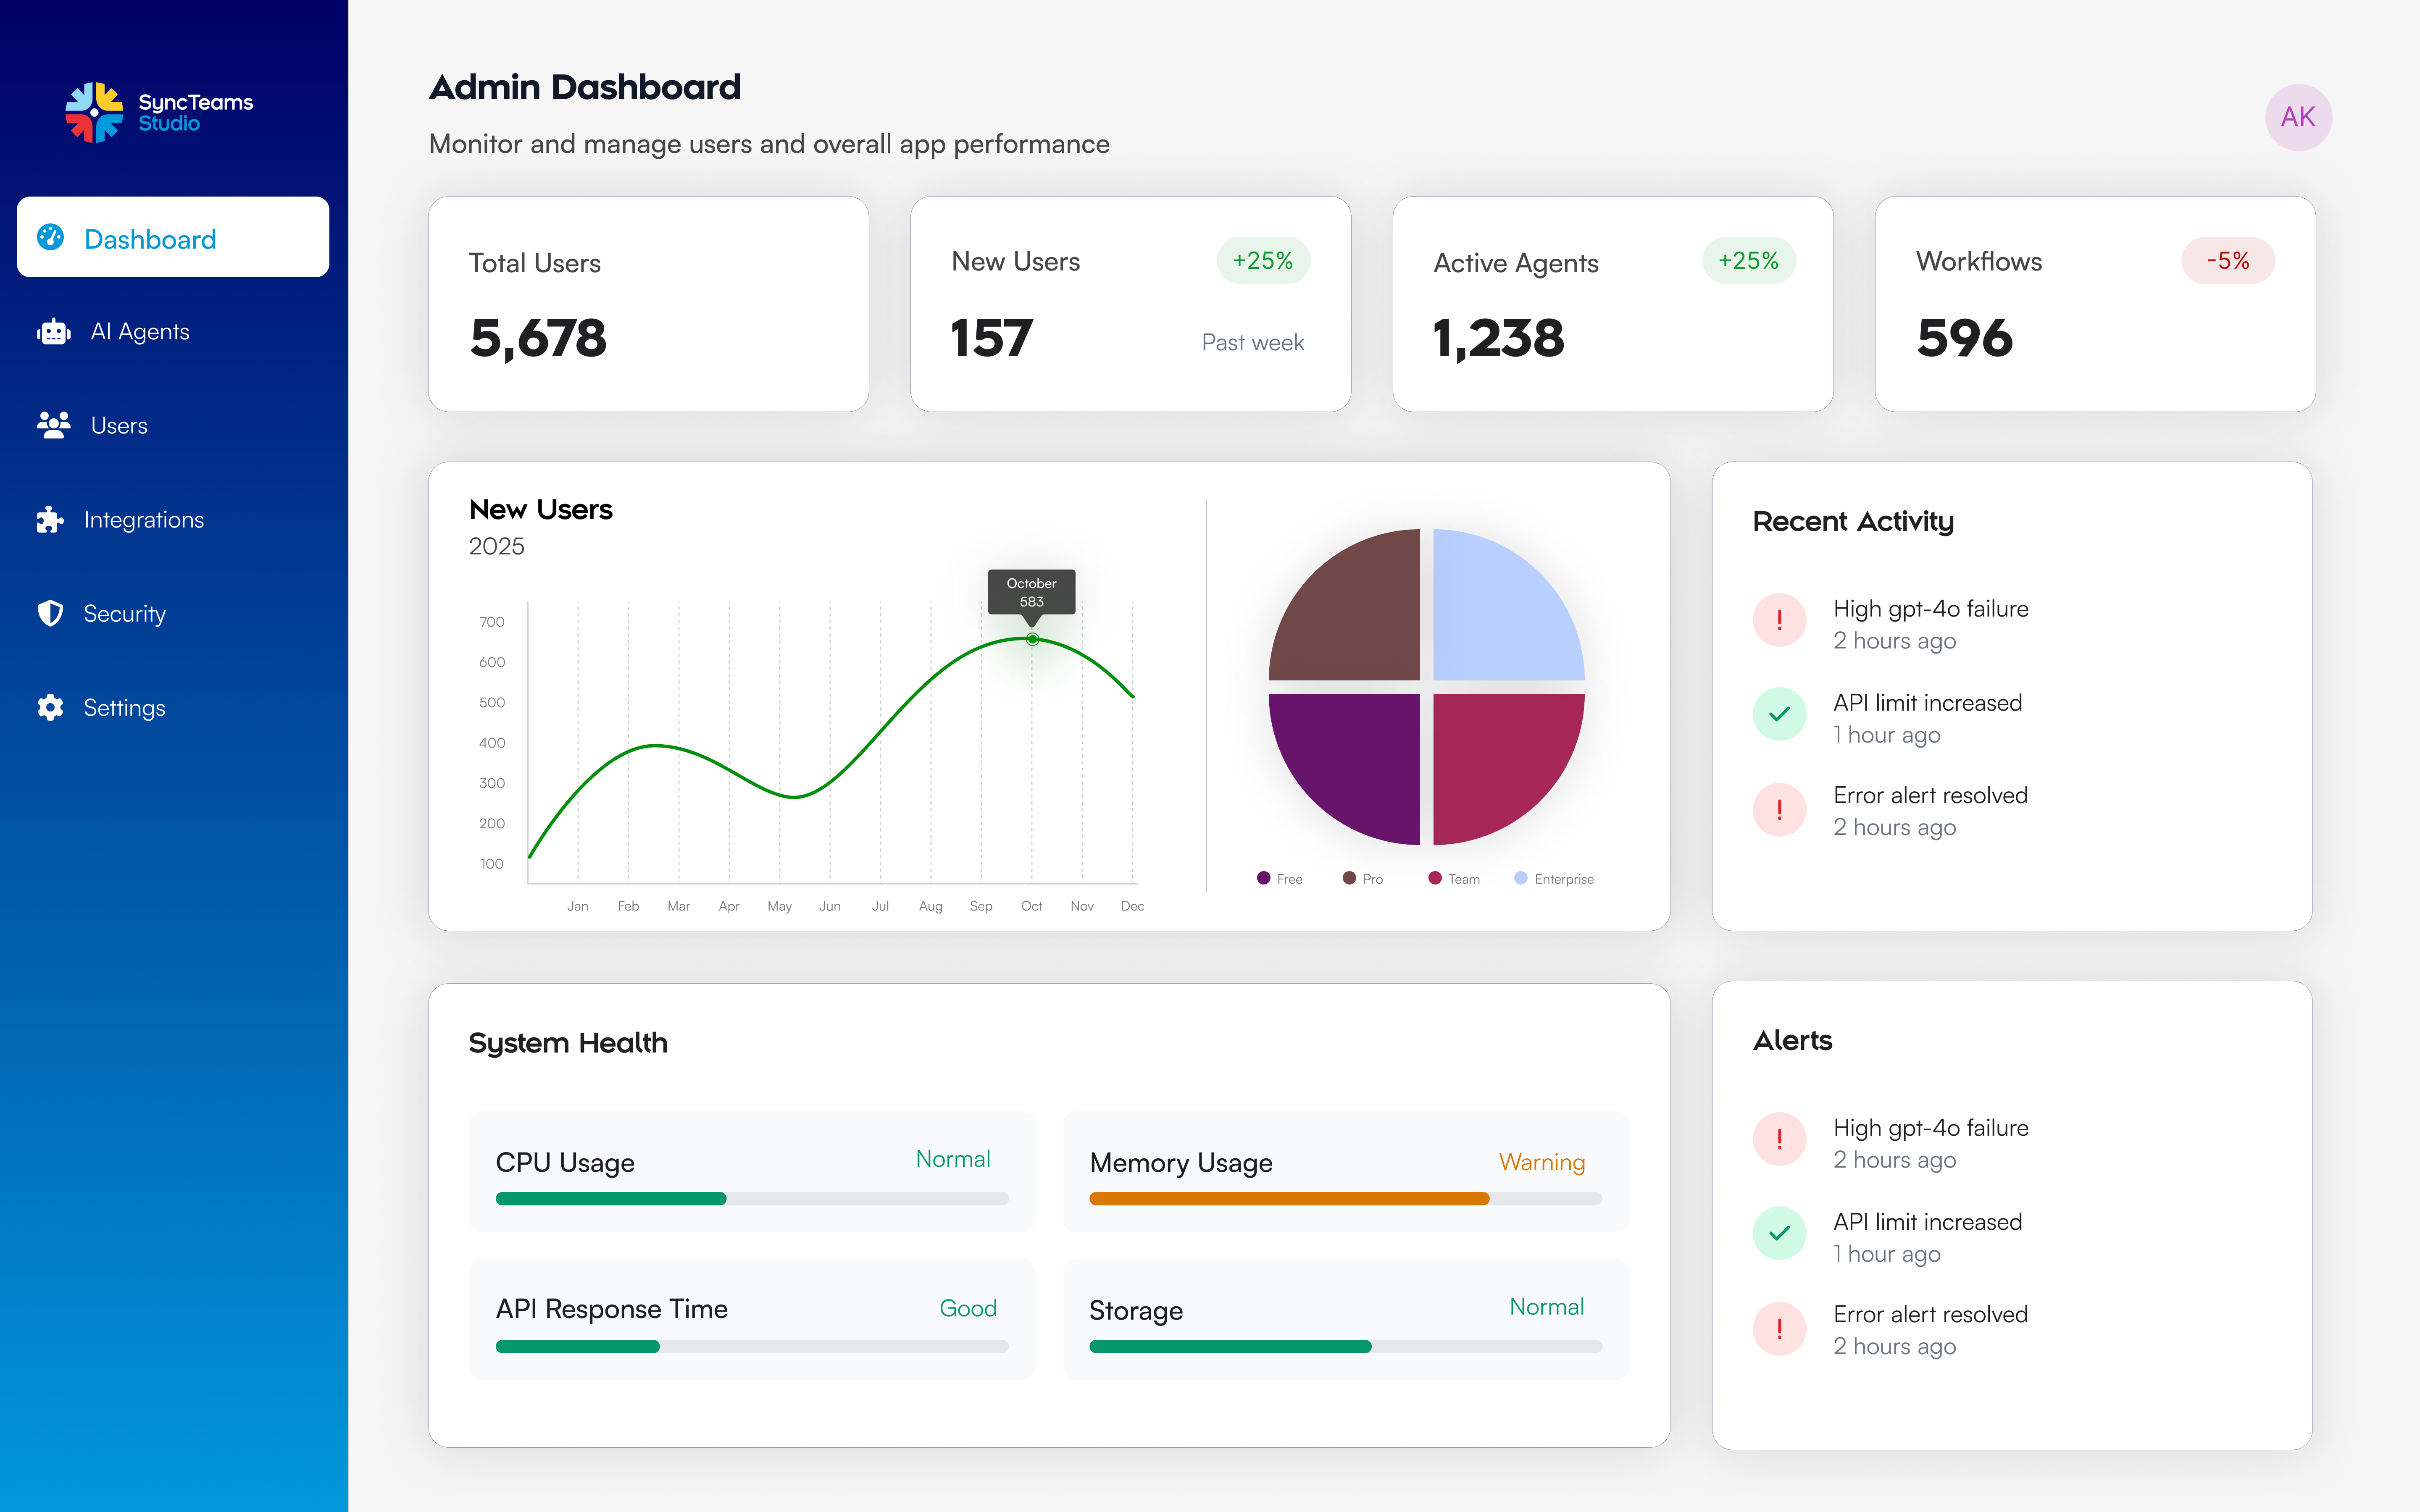 SyncTeams
Studio
Dashboard
AI Agents
Users
Integrations
Security
Settings
Admin Dashboard
Monitor and manage users and overall app performance
AK
Total Users
5,678
New Users
+25%
157
Past week
Active Agents
+25%
1,238
Workflows
-5%
596
New Users
2025
October
583
700
600
500
400
300
200
100
Jan Feb Mar Apr May Jun Jul Aug Sep Oct Nov Dec
Free Pro Team Enterprise
Recent Activity
High gpt-4o failure
2 hours ago
API limit increased
1 hour ago
Error alert resolved
2 hours ago
System Health
CPU Usage
Normal
Memory Usage
Warning
API Response Time
Good
Storage
Normal
Alerts
High gpt-4o failure
2 hours ago
API limit increased
1 hour ago
Error alert resolved
2 hours ago